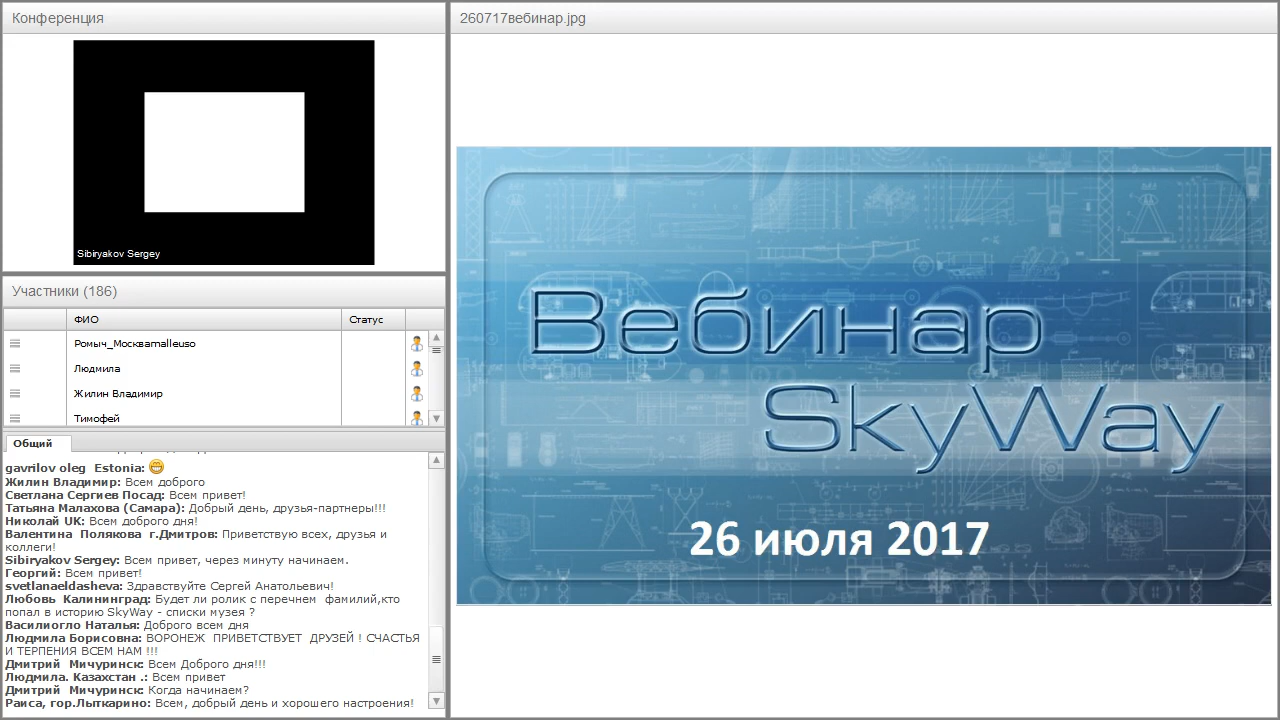 Конференция
Sibiryakov Sergey
Участники (186)
ФИО Статус
Ромыч_Москваmalleuso
Людмила
Жилин Владимир
Тимофей
Общий
gavrilov oleg Estonia:
Жилин Владимир: Всем доброго
Светлана Сергиев Посад: Всем привет!
Татьяна Малахова (Самара): Добрый день, друзья-партнеры!!!
Николай UK: Всем доброго дня!
Валентина Полякова г.Дмитров: Приветствую всех, друзья и
коллеги!
Sibiryakov Sergey: Всем привет, через минуту начинаем.
Георгий: Всем привет!
svetlanaeldasheva: Здравствуйте Сергей Анатольевич!
Любовь Калининград: Будет ли ролик с перечнем фамилий,кто
попал в историю SkyWay - списки музея ?
Василиогло Наталья: Доброго всем дня
Людмила Борисовна: ВОРОНЕЖ ПРИВЕТСТВУЕТ ДРУЗЕЙ ! СЧАСТЬЯ
И ТЕРПЕНИЯ ВСЕМ НАМ !!!
Дмитрий Мичуринск: Всем Доброго дня!!!
Людмила. Казахстан .: Всем привет
Дмитрий Мичуринск: Когда начинаем?
Раиса, гор.Лыткарино: Всем, добрый день и хорошего настроения!
260717вебинар.jpg
Вебинар
SkyWay
26 июля 2017